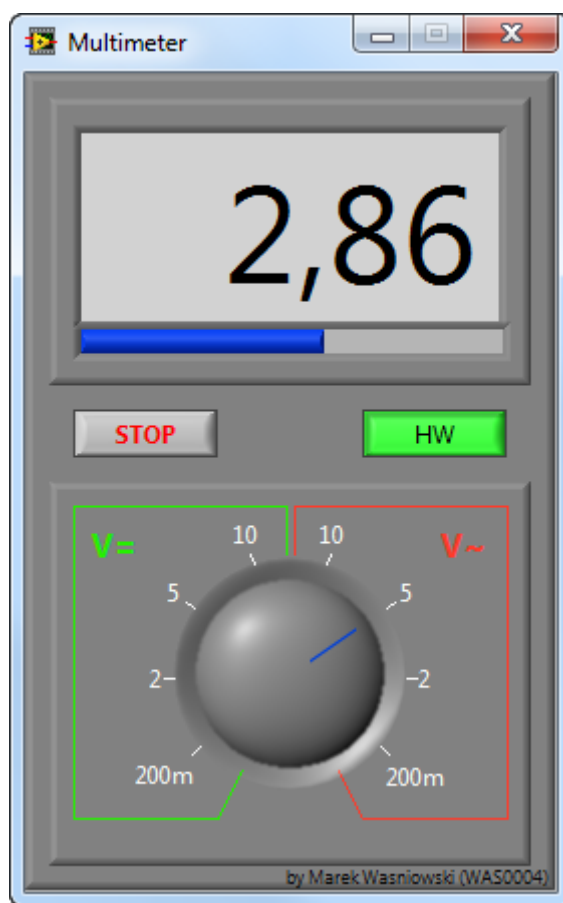 Multimeter
2,86
STOP HW
V= 10 10 V~
5 5
2 2
200m 200m
by Marek Wasniowski (WAS0004)